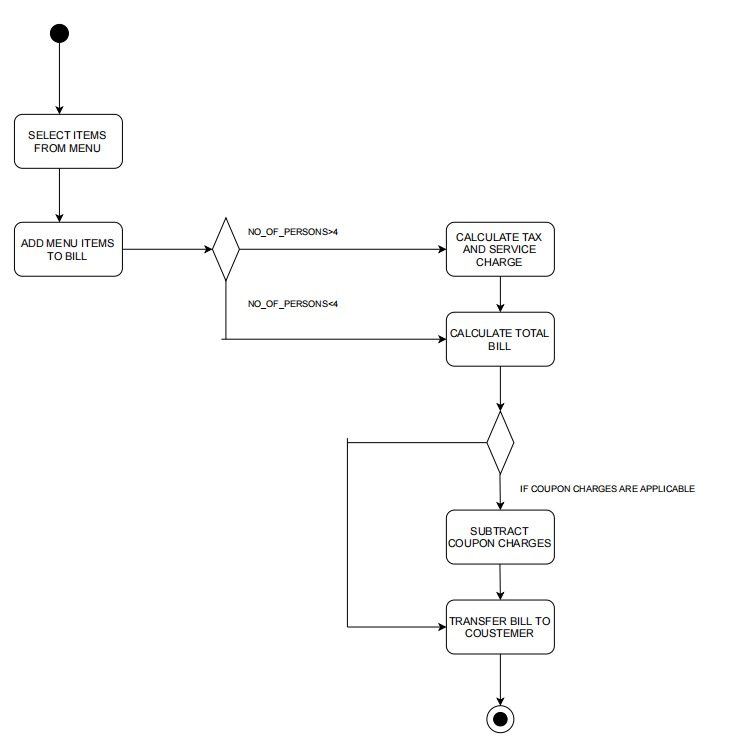 SELECT ITEMS
FROM MENU
ADD MENU ITEMS
TO BILL
NO_OF_PERSONS>4
CALCULATE TAX
AND SERVICE
CHARGE
NO_OF_PERSONS<4
CALCULATE TOTAL
BILL
IF COUPON CHARGES ARE APPLICABLE
SUBTRACT
COUPON CHARGES
TRANSFER BILL TO
COUSTEMER